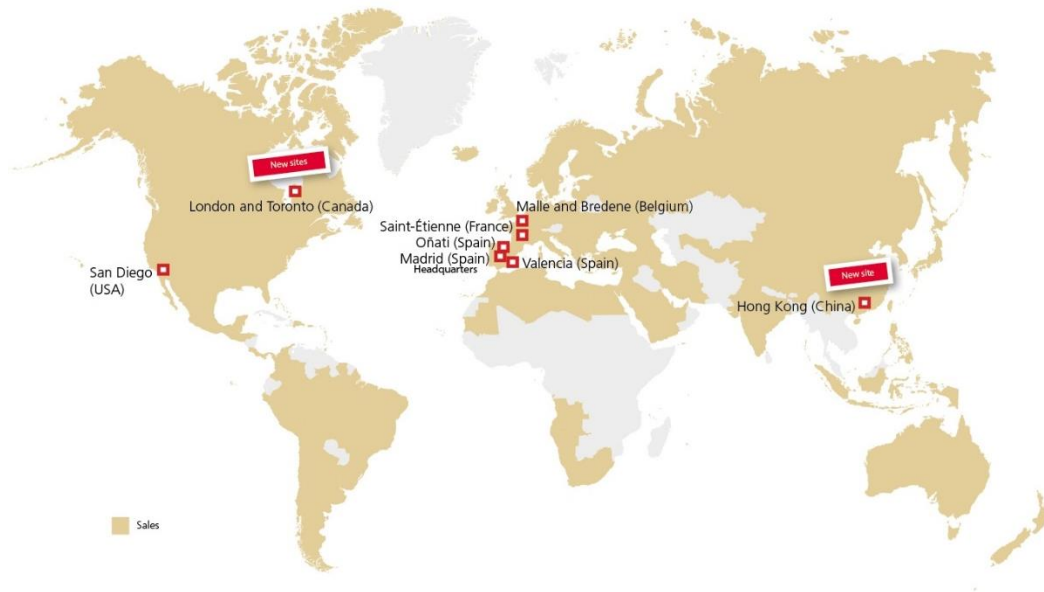 New sites
London and Toronto (Canada)
Malle and Bredene (Belgium)
Saint-Étienne (France)
Oñati (Spain)
Madrid (Spain)
Headquarters
Valencia (Spain)
San Diego
(USA)
New site
Hong Kong (China)
Sales